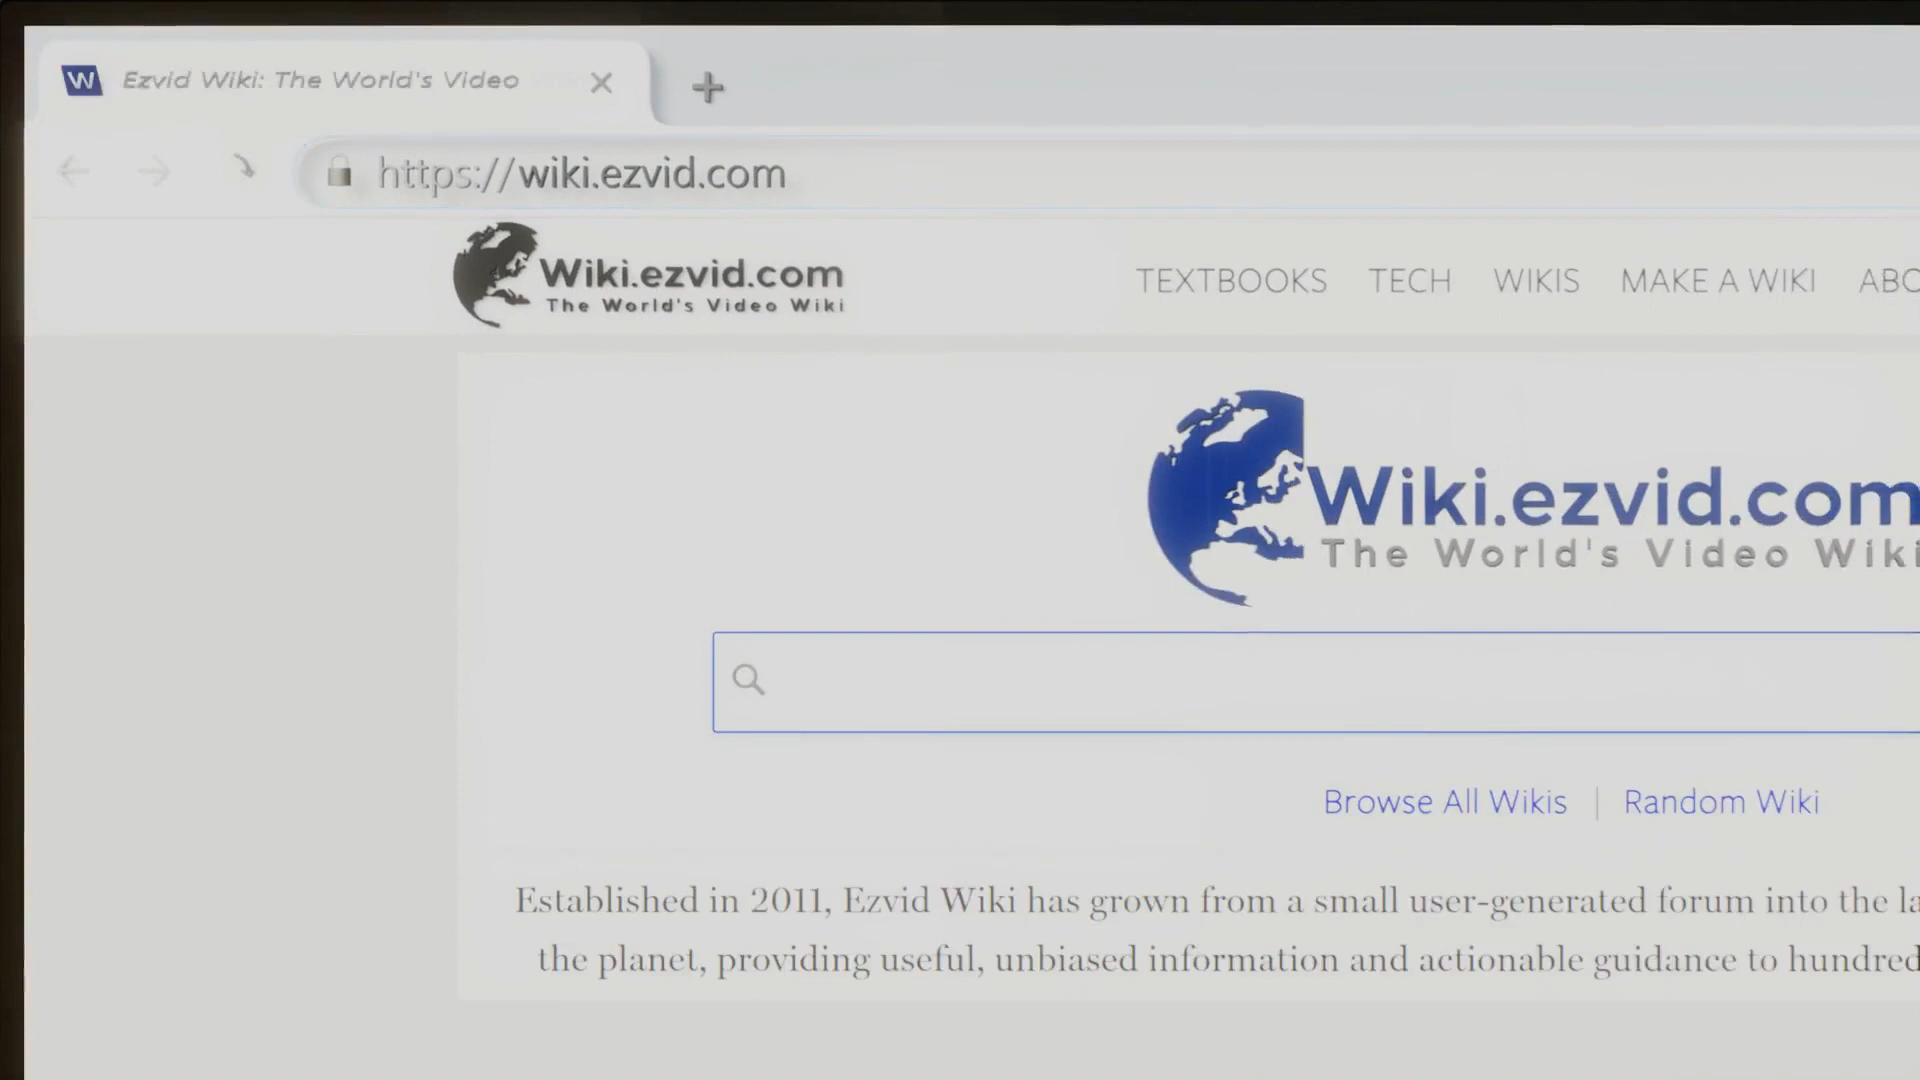 W Ezvid Wiki: The World's Video
https://wiki.ezvid.com
Wiki.ezvid.com
The World's Video Wiki
TEXTBOOKS TECH WIKIS MAKE A WIKI
Wiki.ezvid.com
The World's Video Wiki
Browse All Wikis | Random Wiki
Established in 2011, Ezvid Wiki has grown from a small user-generated forum into the
the planet, providing useful, unbiased information and actionable guidance to